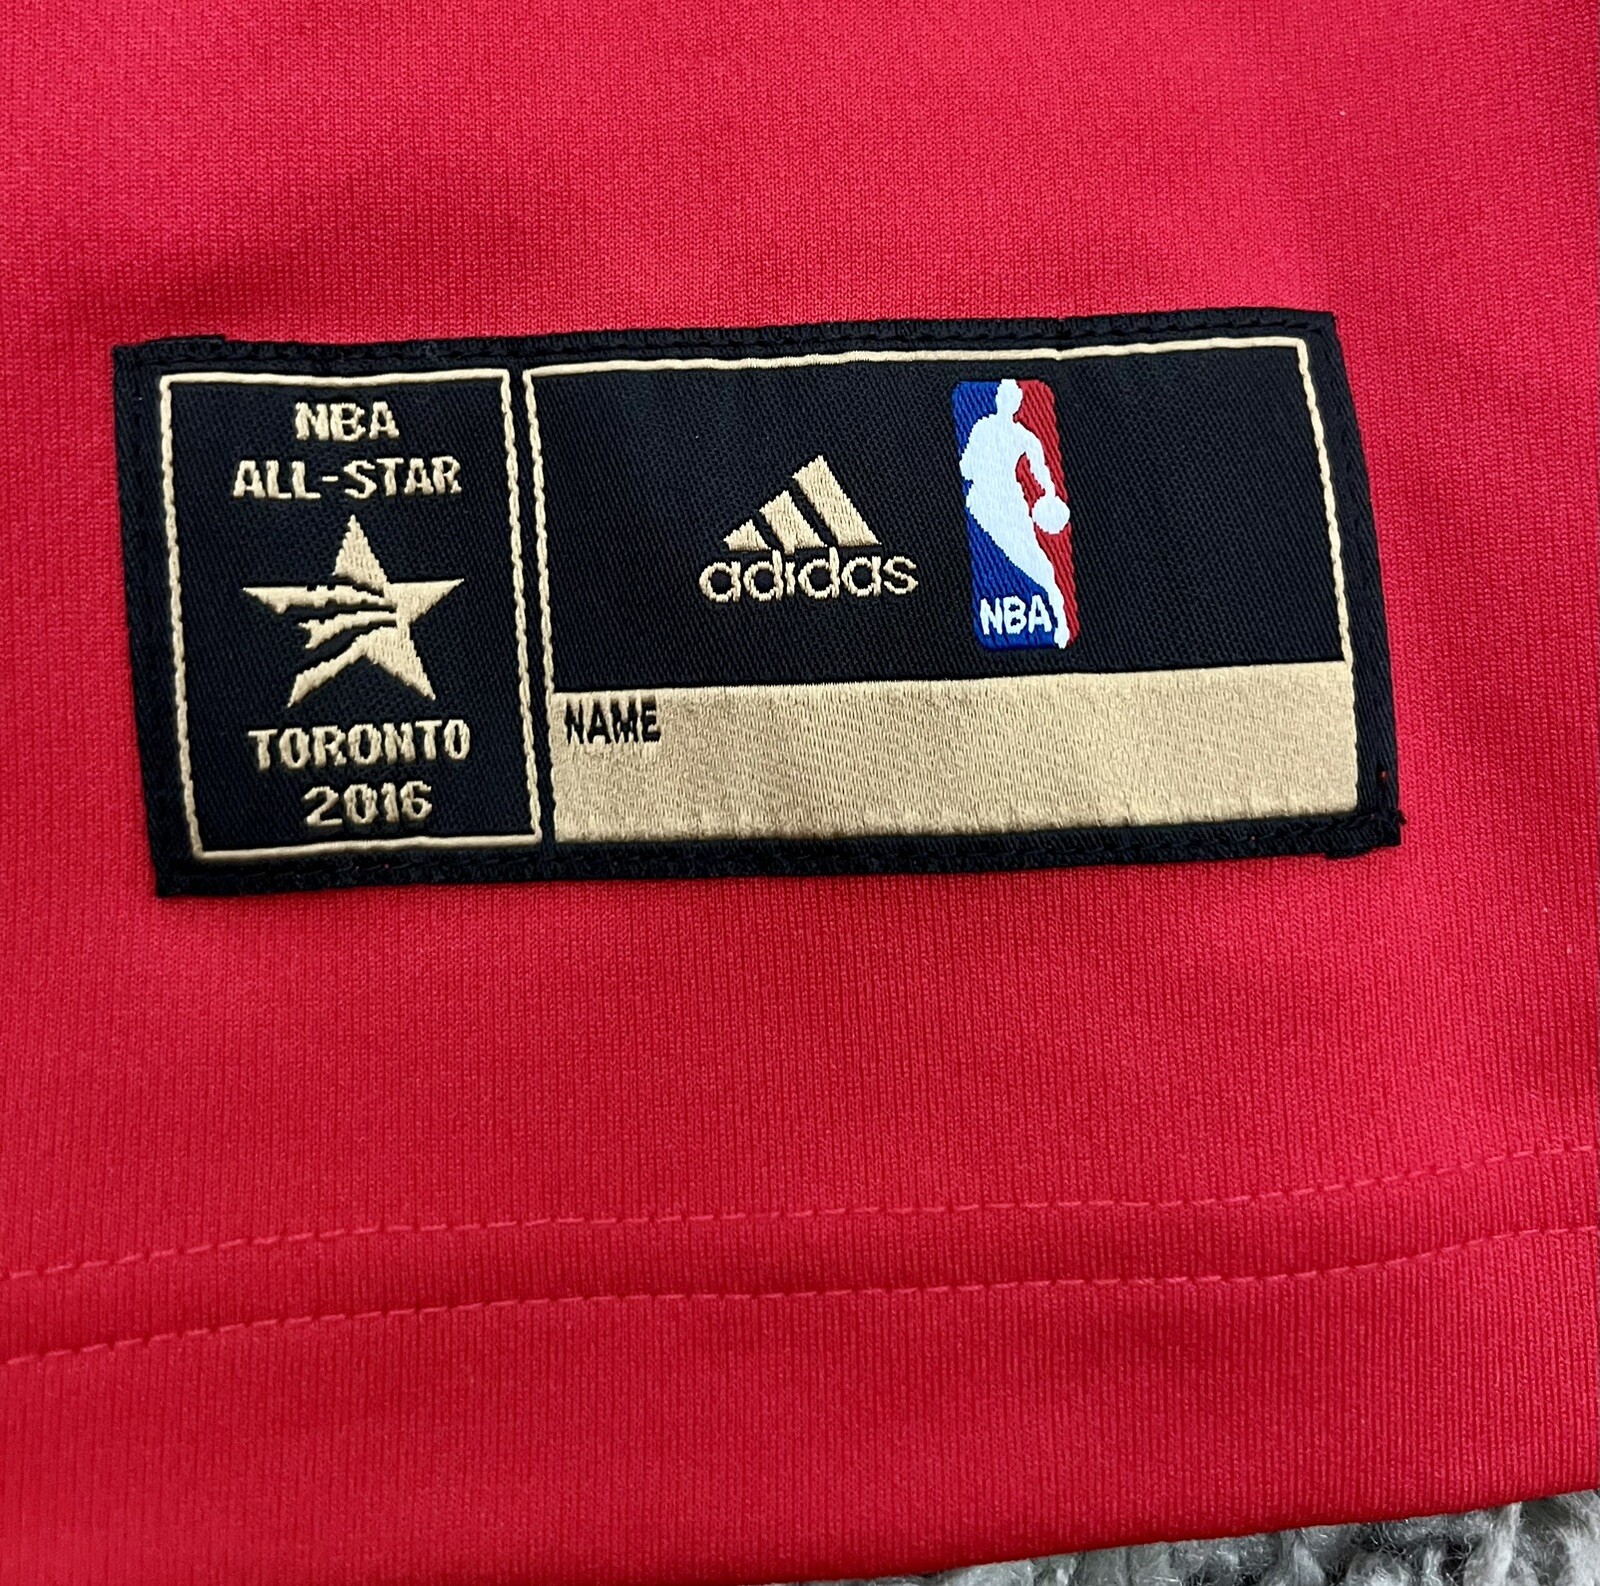 NBA
ALL-STAR
TORONTO
2016
adidas
NBA
NAME